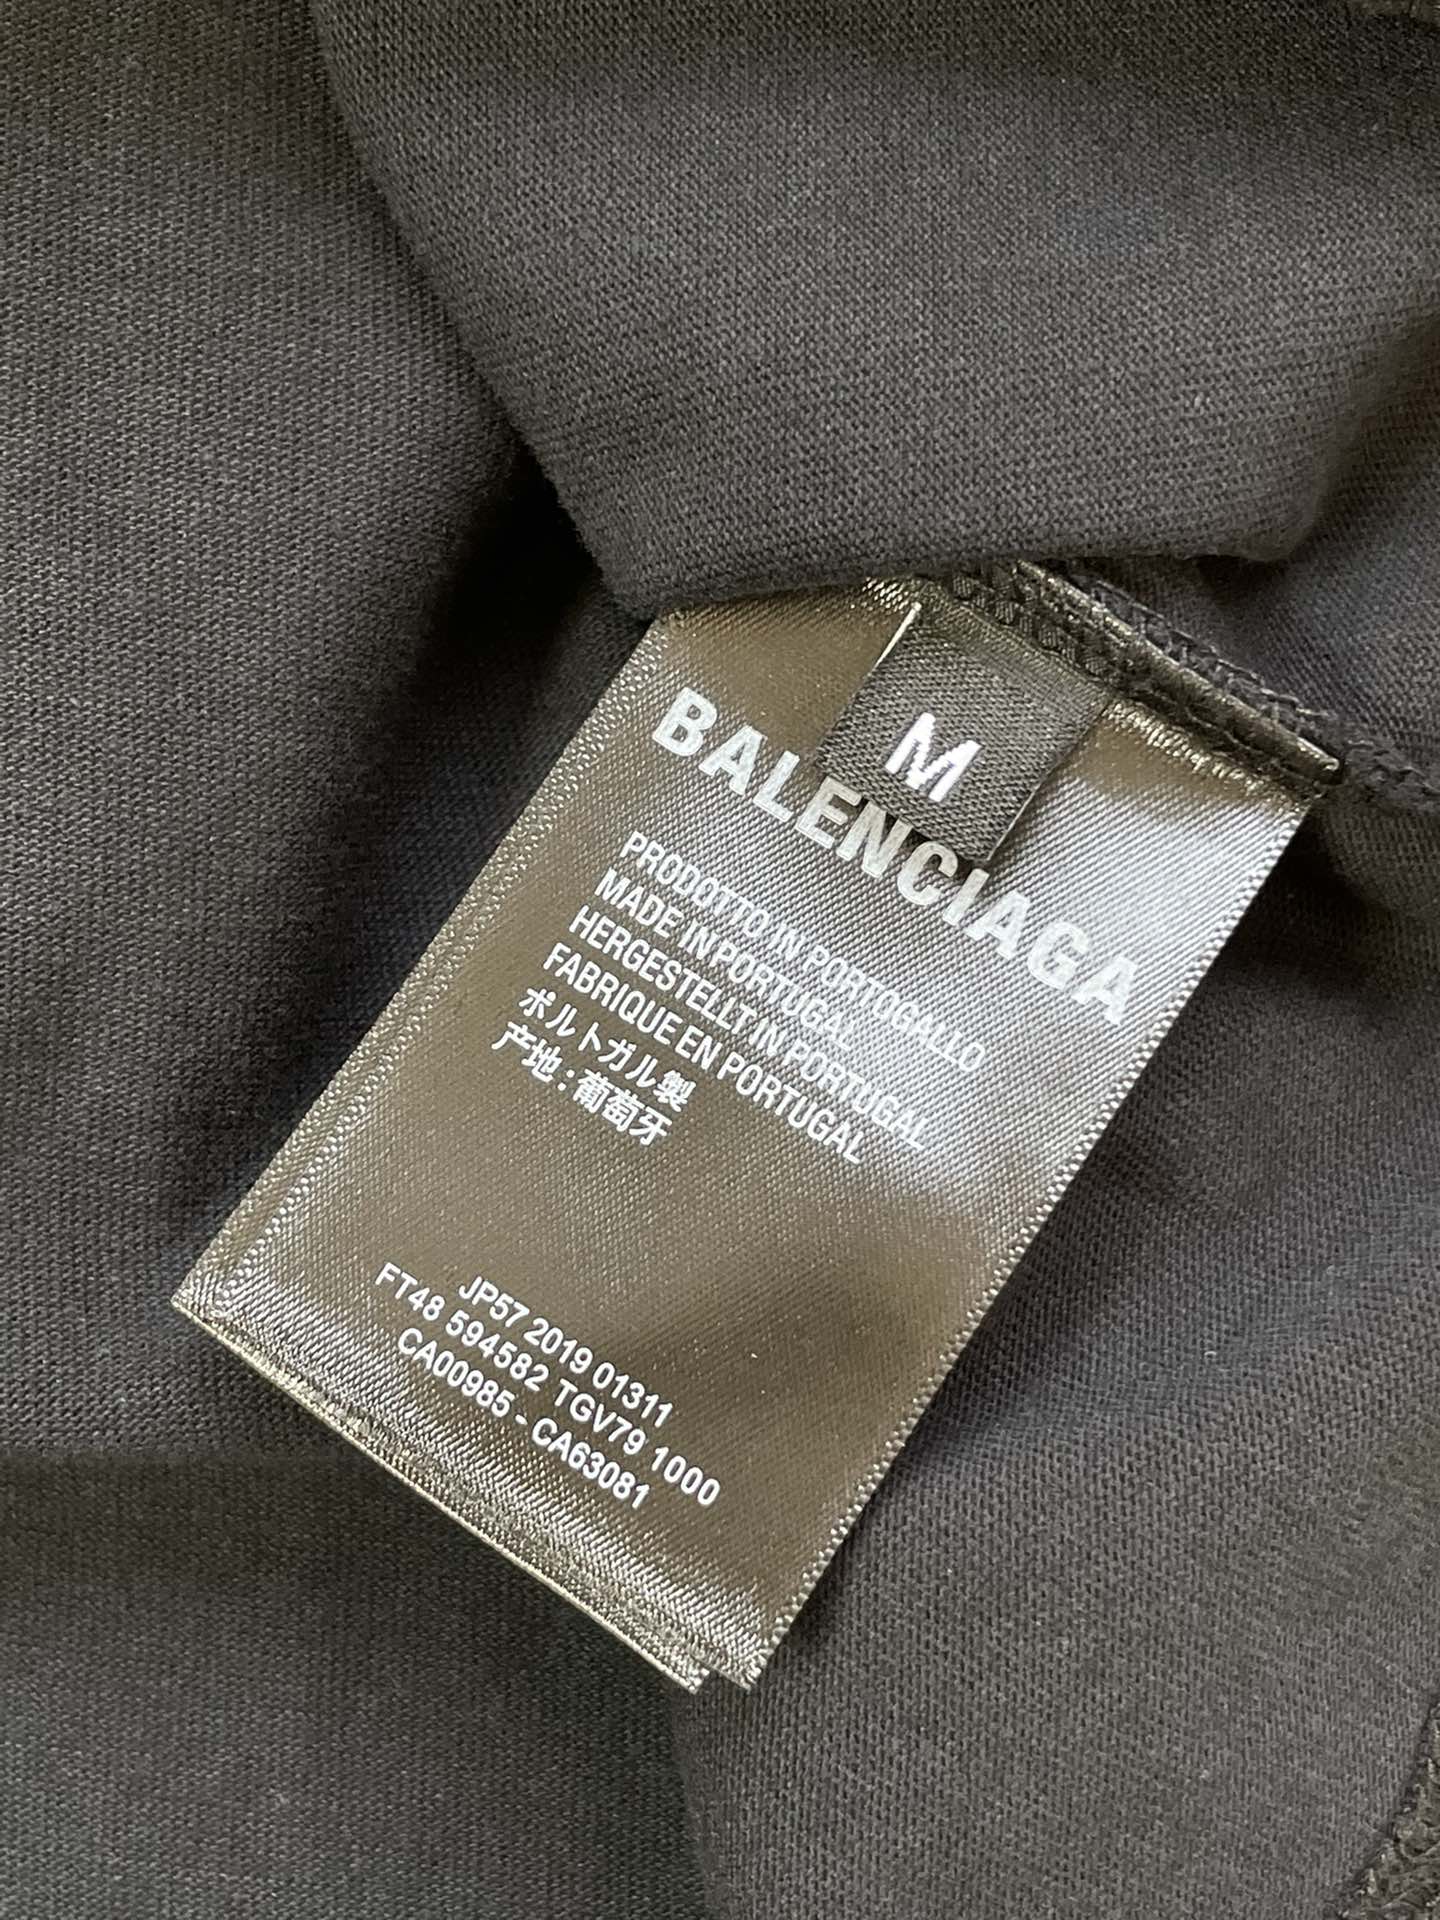 M
BALENCIAGA
PRODOTTO IN PORTOGALLO
MADE IN PORTUGAL
HERGESTELLT IN PORTUGAL
FABRIQUE EN PORTUGAL
ポルトガル製
产地：葡萄牙
JP57 2019 01311
FT48 594582 TGV79 1000
CA00985 - CA63081